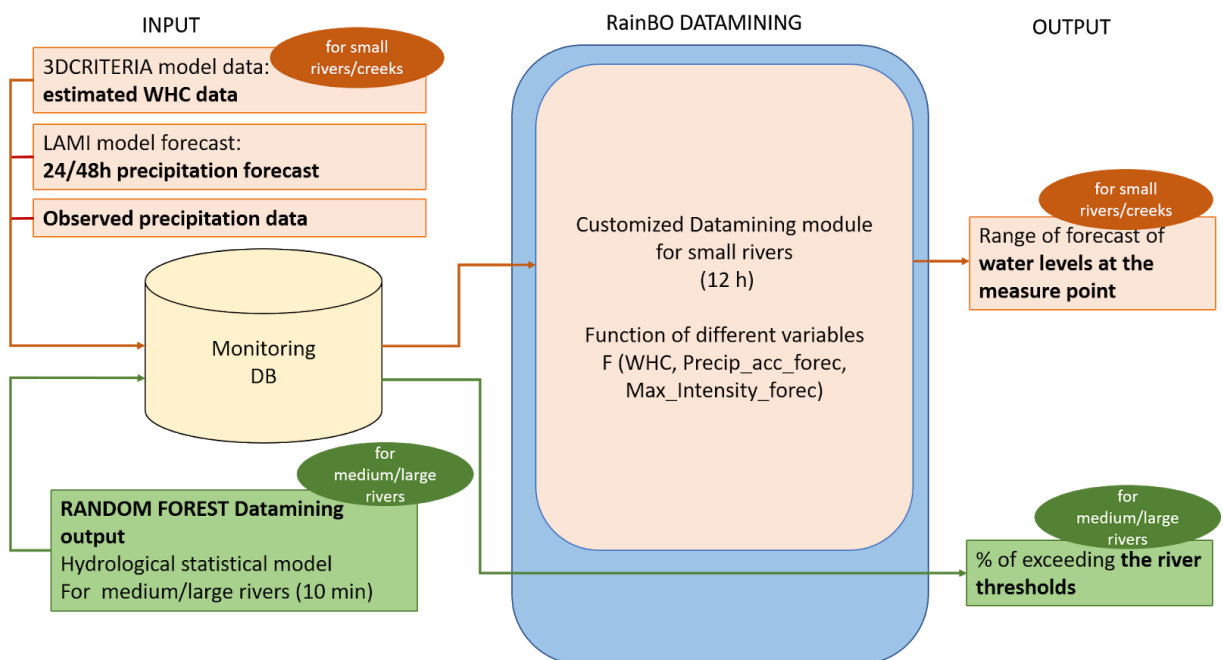 INPUT
for small
rivers/creeks
3DCRITERIA model data:
estimated WHC data
LAMI model forecast:
24/48h precipitation forecast
Observed precipitation data
Monitoring
DB
for
medium/large
rivers
RANDOM FOREST Datamining
output
Hydrological statistical model
For medium/large rivers (10 min)
RainBO DATAMINING
Customized Datamining module
for small rivers
(12 h)
Function of different variables
F (WHC, Precip_acc_forec,
Max_Intensity_forec)
OUTPUT
for small
rivers/creeks
Range of forecast of
water levels at the
measure point
for
medium/large
rivers
% of exceeding the river
thresholds